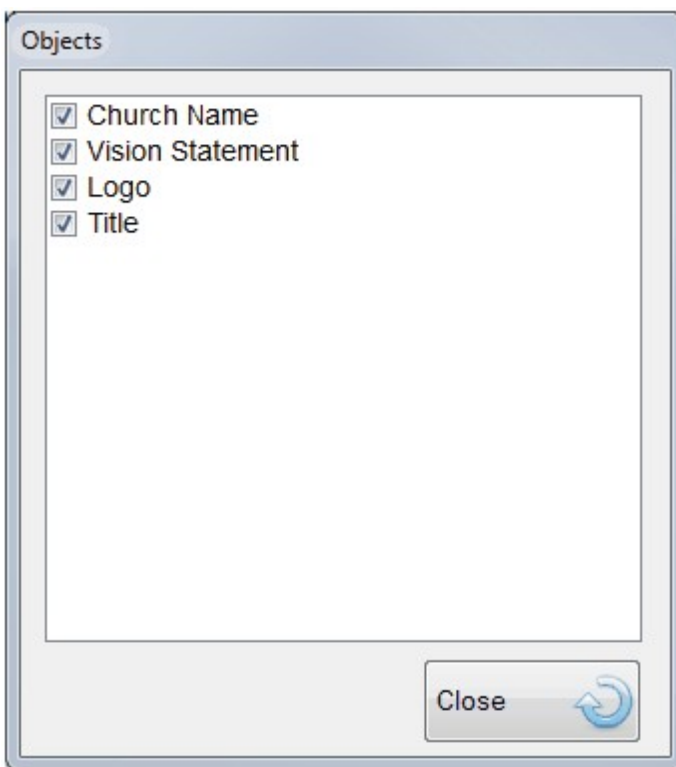 Objects
Church Name
Vision Statement
Logo
Title
Close